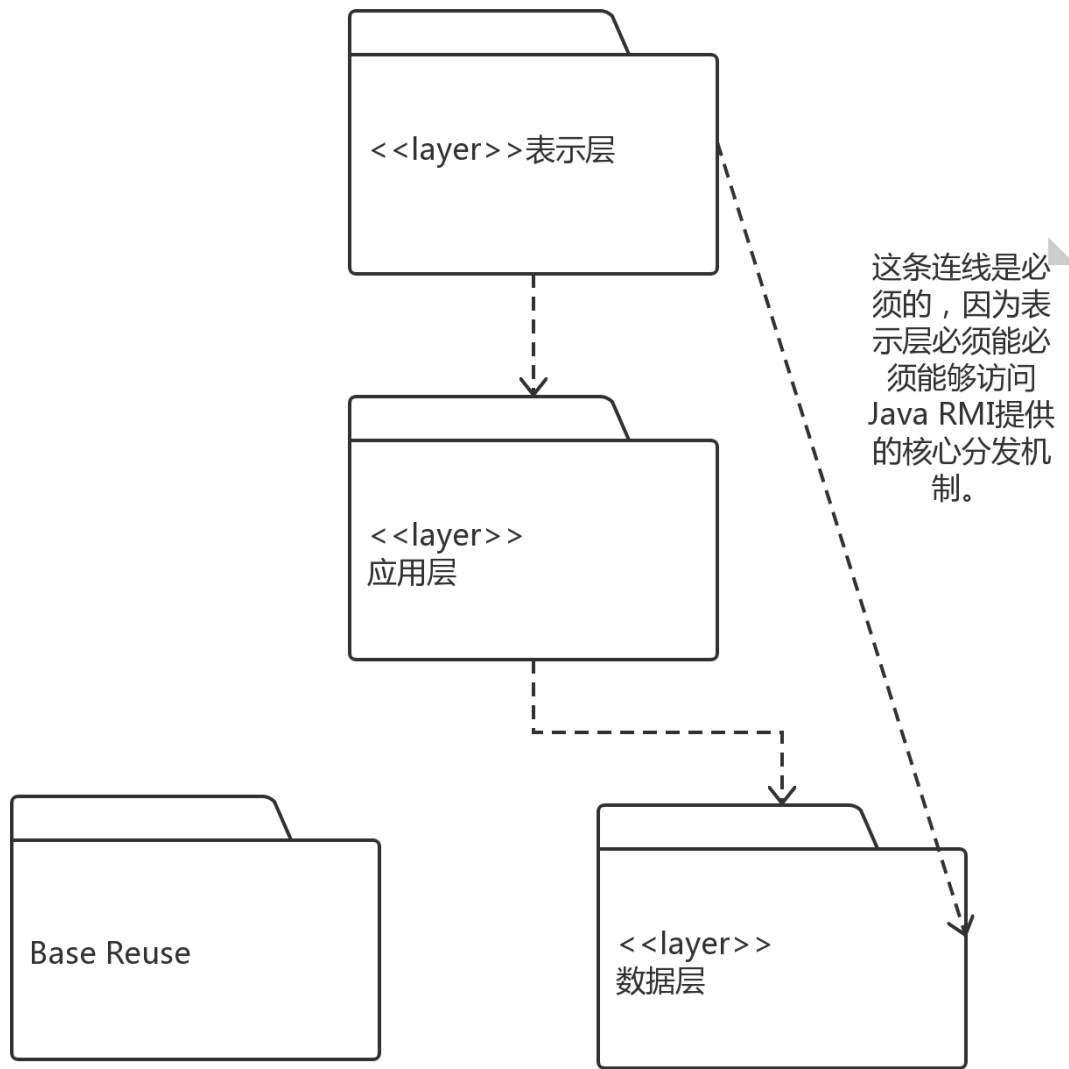 <<layer>>表示层
这条连线是必
须的，因为表
示层必须能必
须能够访问
Java RMI提供
的核心分发机
制。
<<layer>>
应用层
Base Reuse
<<layer>>
数据层